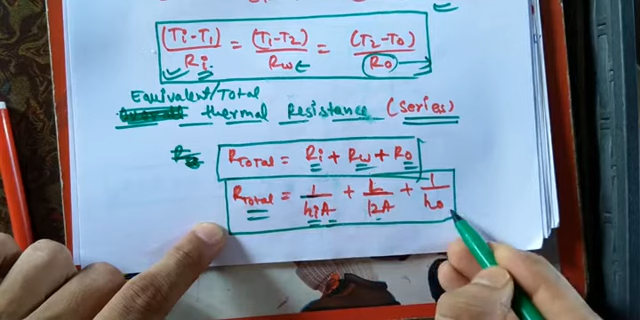 (Ti-T1)/Ri = (T1-T2)/Rw = (T2-To)/Ro
Equivalent/Total
thermal Resistance (series)
RTotal = Ri + Rw + Ro
RTotal = 1/hiA + L/kA + 1/ho